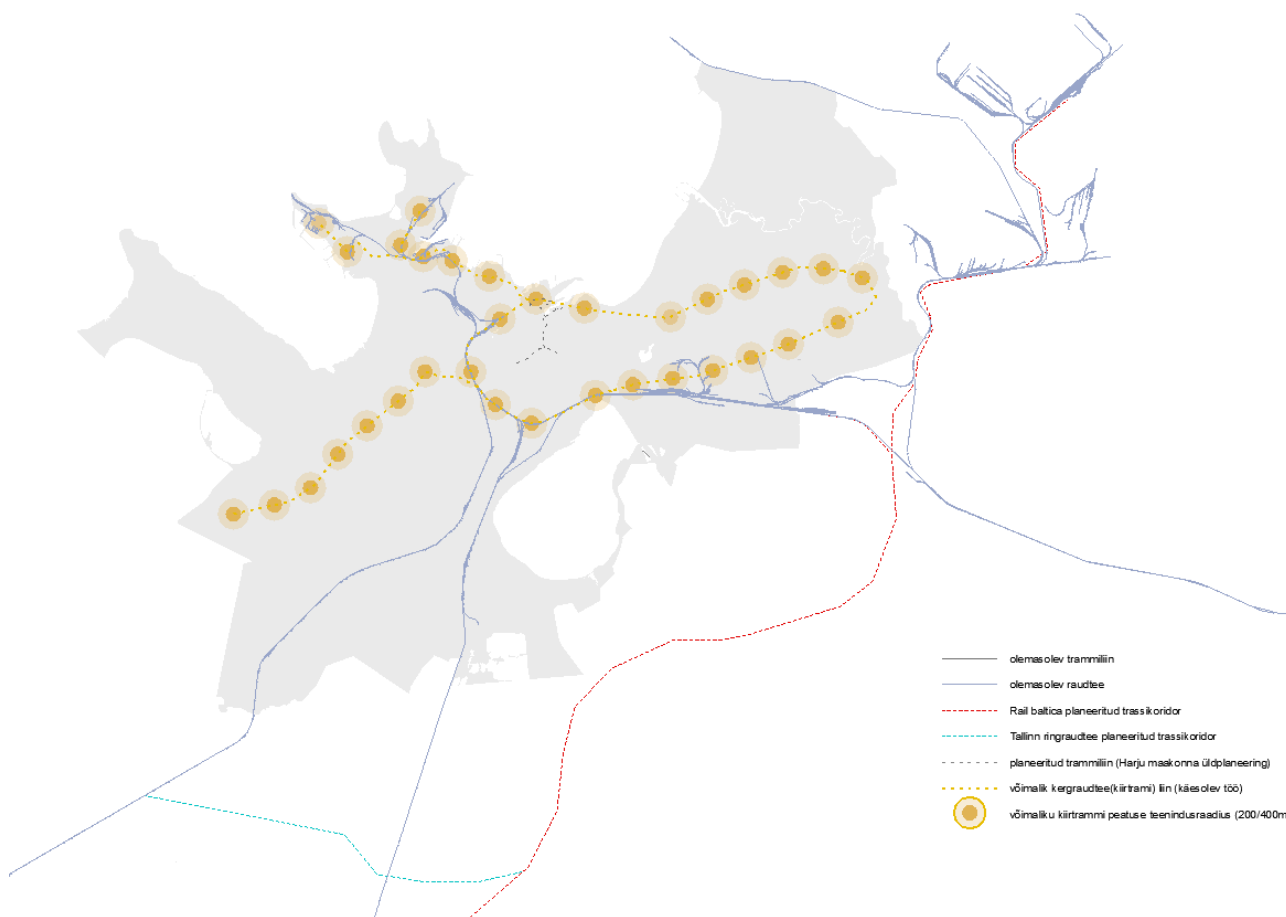 olemasolev trammiliin
olemasolev raudtee
Rail baltica planeeritud trassikoridor
Tallinn ringraudtee planeeritud trassikoridor
planeeritud trammiliin (Harju maakonna üldplaneering)
võimalik kergraudtee(kiirtrami) liin (käesolev töö)
võimaliku kiirtrammi peatuse teenindusraadius (200/400m